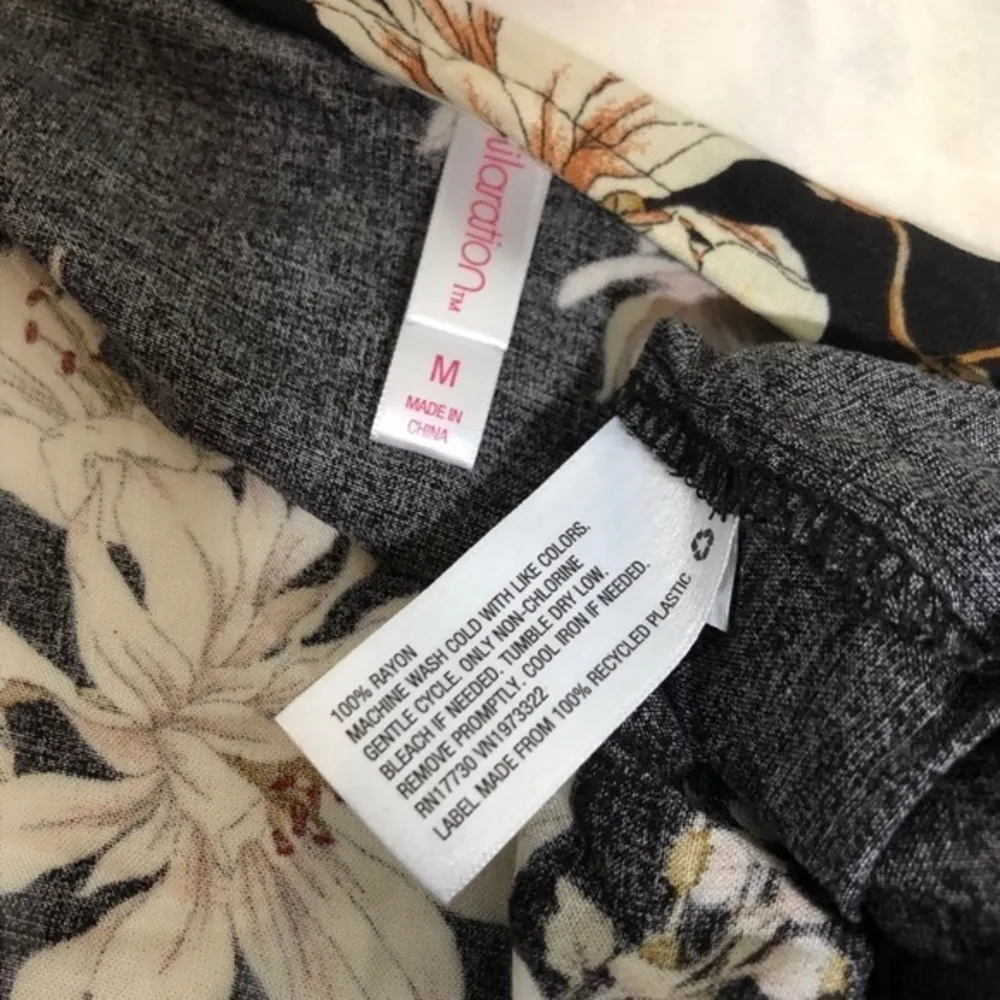 ilaration™
M
MADE IN
CHINA
100% RAYON
MACHINE WASH COLD WITH LIKE COLORS.
GENTLE CYCLE. ONLY NON-CHLORINE
BLEACH IF NEEDED. TUMBLE DRY LOW.
REMOVE PROMPTLY. COOL IRON IF NEEDED.
RN17730 VN1973322
LABEL MADE FROM 100% RECYCLED PLASTIC